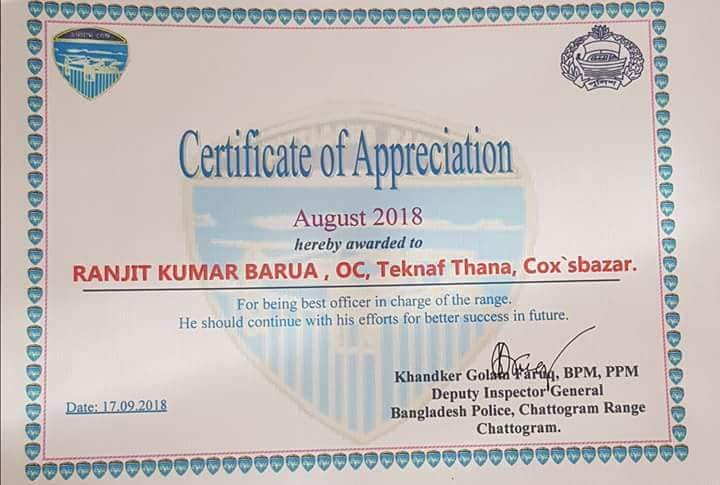 Certificate of Appreciation
August 2018
hereby awarded to
RANJIT KUMAR BARUA , OC, Teknaf Thana, Cox`sbazar.
For being best officer in charge of the range.
He should continue with his efforts for better success in future.
Khandker Golam Faruq, BPM, PPM
Deputy Inspector General
Date: 17.09.2018
Bangladesh Police, Chattogram Range
Chattogram.